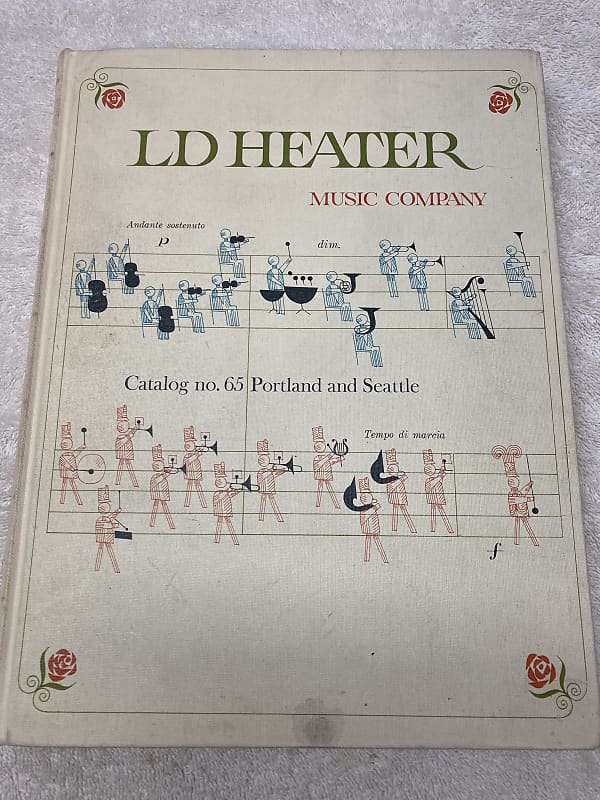 LD HEATER
MUSIC COMPANY
Andante sostenuto
p
dim.
Catalog no. 65 Portland and Seattle
Tempo di marcia
f